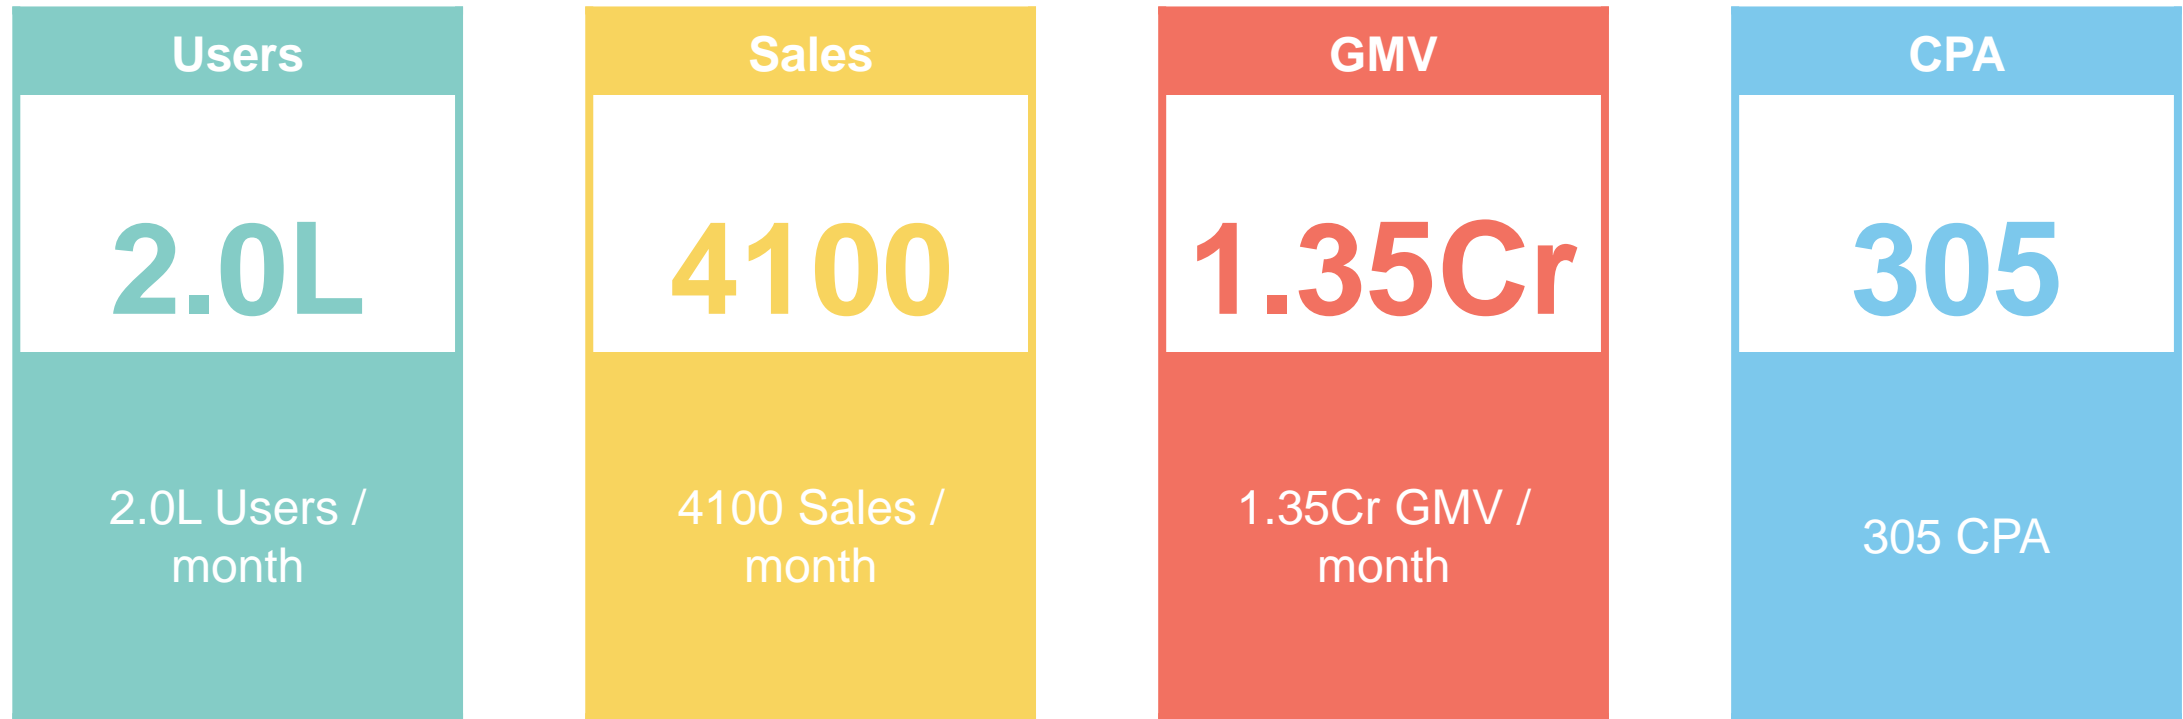 Users
2.0L
2.0L Users /
month
Sales
4100
4100 Sales /
month
GMV
1.35Cr
1.35Cr GMV /
month
CPA
305
305 CPA